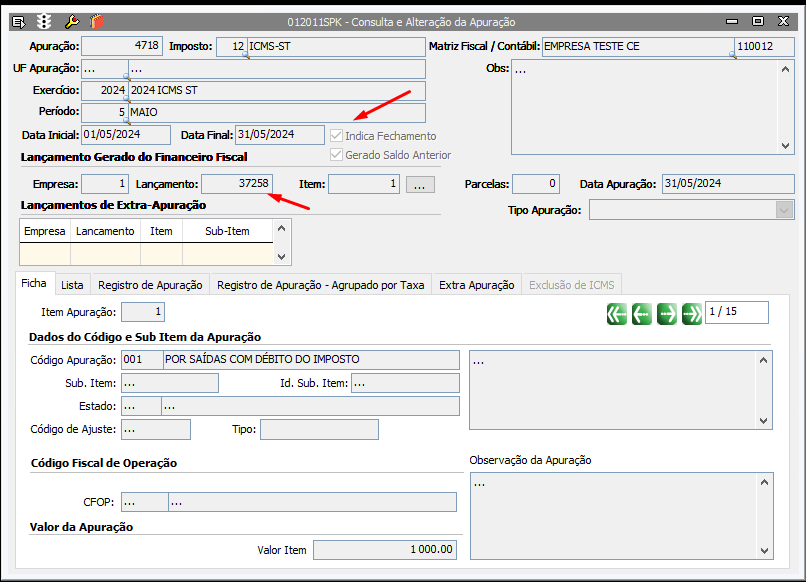 012011SPK - Consulta e Alteração da Apuração
Apuração: 4718 Imposto: 12 ICMS-ST Matriz Fiscal / Contábil: EMPRESA TESTE CE 110012
UF Apuração: ... ... Obs: ...
Exercício: 2024 2024 ICMS ST
Período: 5 MAIO
Data Inicial: 01/05/2024 Data Final: 31/05/2024 Indica Fechamento
Lançamento Gerado do Financeiro Fiscal Gerado Saldo Anterior
Empresa: 1 Lançamento: 37258 Item: 1 ... Parcelas: 0 Data Apuração: 31/05/2024
Lançamentos de Extra-Apuração Tipo Apuração:
Empresa Lancamento Item Sub-Item
Ficha Lista Registro de Apuração Registro de Apuração - Agrupado por Taxa Extra Apuração Exclusão de ICMS
Item Apuração: 1 1 / 15
Dados do Código e Sub Item da Apuração
Código Apuração: 001 POR SAÍDAS COM DÉBITO DO IMPOSTO ...
Sub. Item: ... Id. Sub. Item: ...
Estado: ... ...
Código de Ajuste: ... Tipo:
Código Fiscal de Operação Observação da Apuração
...
CFOP: ... ...
Valor da Apuração
Valor Item 1 000.00